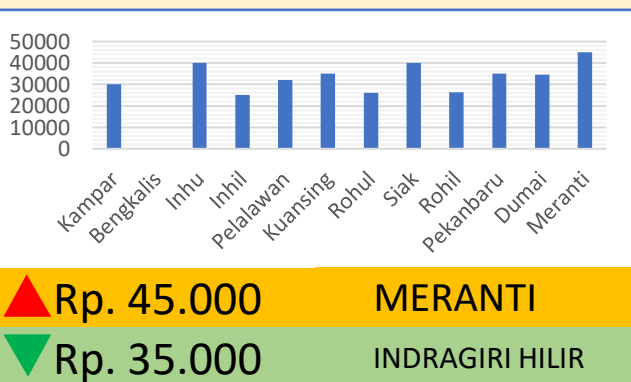 50000
40000
30000
20000
10000
0
Kampar
Bengkalis
Inhu
Inhil
Pelalawan
Kuansing
Rohul
Siak
Rohil
Pekanbaru
Dumai
Meranti
Rp. 45.000 MERANTI
Rp. 35.000 INDRAGIRI HILIR